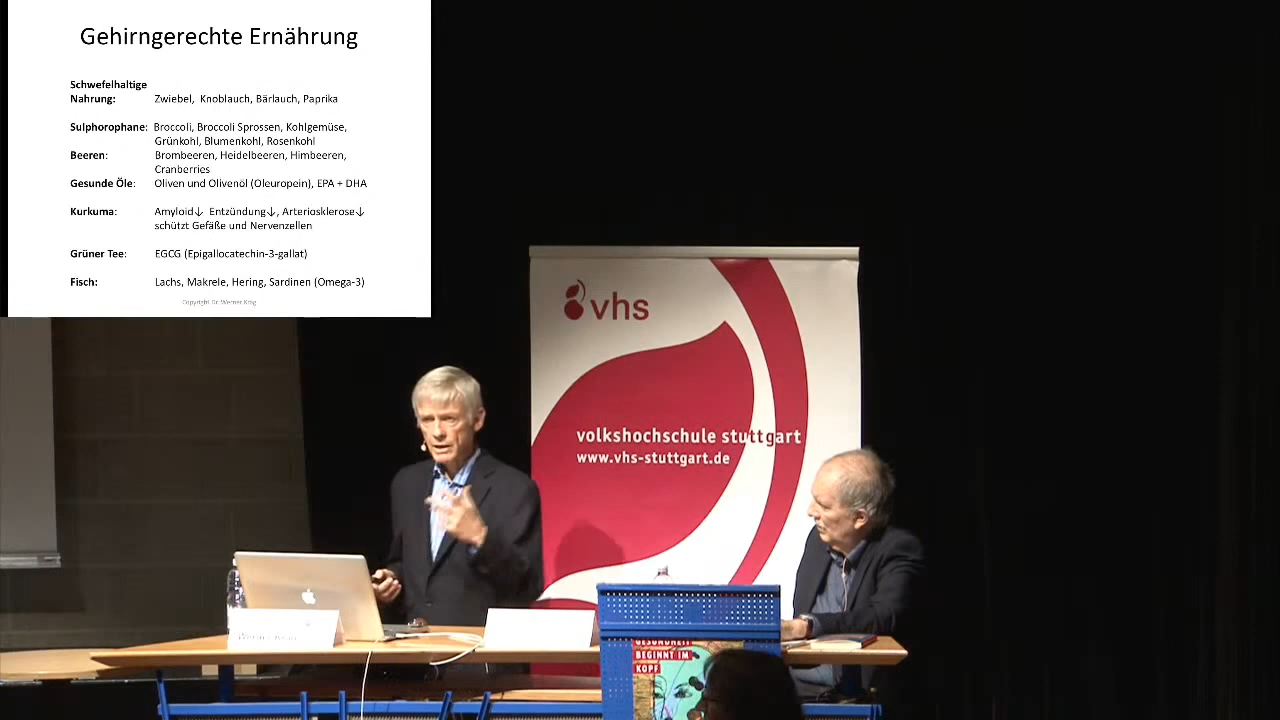 Gehirngerechte Ernährung
Schwefelhaltige
Nahrung: Zwiebel, Knoblauch, Bärlauch, Paprika
Sulphorophane: Broccoli, Broccoli Sprossen, Kohlgemüse,
Grünkohl, Blumenkohl, Rosenkohl
Beeren: Brombeeren, Heidelbeeren, Himbeeren,
Cranberries
Gesunde Öle: Oliven und Olivenöl (Oleuropein), EPA + DHA
Kurkuma: Amyloid↓ Entzündung↓, Arteriosklerose↓
schützt Gefäße und Nervenzellen
Grüner Tee: EGCG (Epigallocatechin-3-gallat)
Fisch: Lachs, Makrele, Hering, Sardinen (Omega-3)
Copyright Dr. Werner
vhs
volkshochschule stuttgart
www.vhs-stuttgart.de
GESUNDHEIT
BEGINNT IM
KOPF